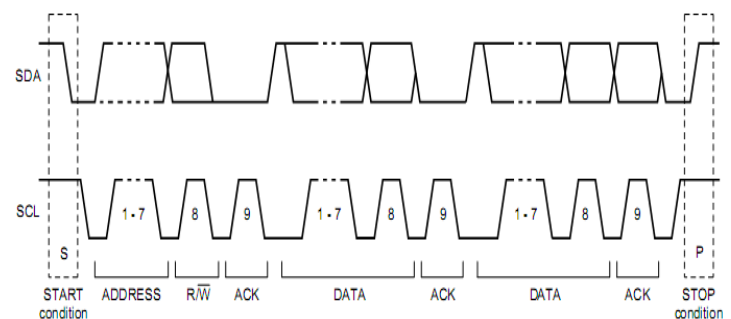 SDA
SCL
1 - 7 8 9 1 - 7 8 9 1 - 7 8 9
S P
START condition ADDRESS R/W̅ ACK DATA ACK DATA ACK STOP condition